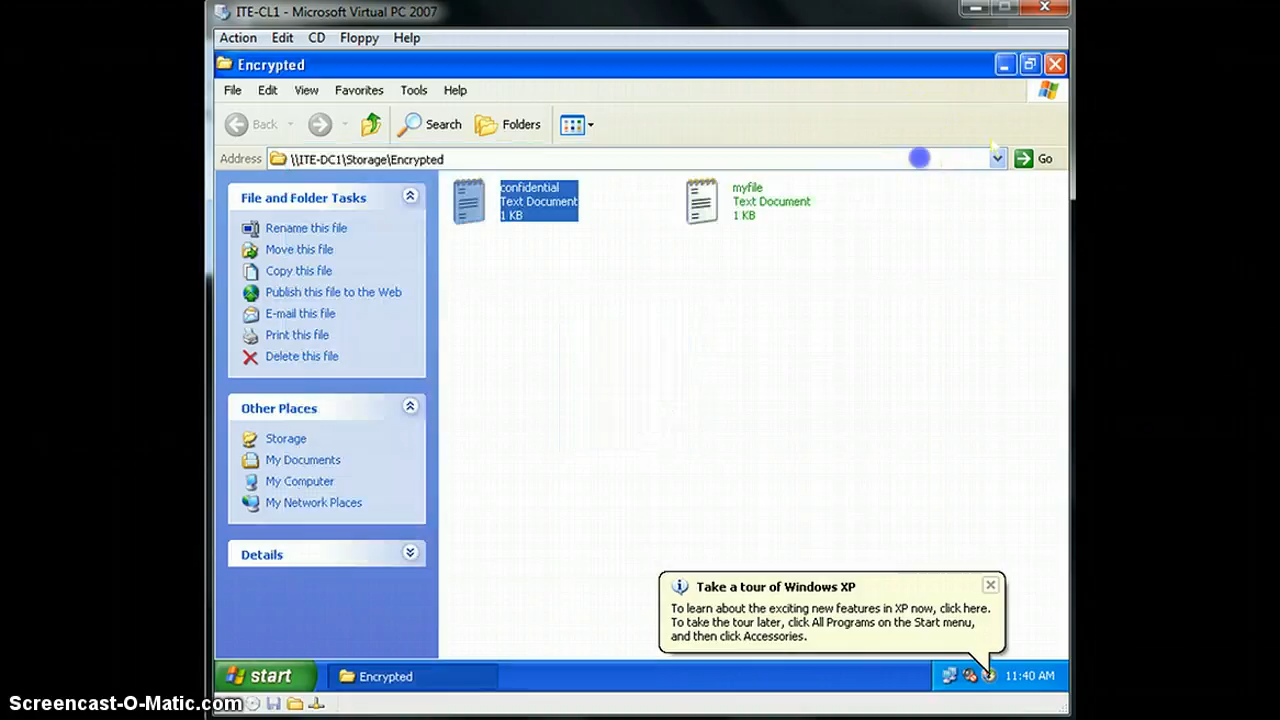 ITE-CL1 - Microsoft Virtual PC 2007
Action Edit CD Floppy Help
Encrypted
File Edit View Favorites Tools Help
Back Search Folders
Address \\ITE-DC1\Storage\Encrypted Go
File and Folder Tasks
Rename this file
Move this file
Copy this file
Publish this file to the Web
E-mail this file
Print this file
Delete this file
Other Places
Storage
My Documents
My Computer
My Network Places
Details
confidential
Text Document
1 KB
myfile
Text Document
1 KB
Take a tour of Windows XP
To learn about the exciting new features in XP now, click here.
To take the tour later, click All Programs on the Start menu,
and then click Accessories.
start Encrypted 11:40 AM
Screencast-O-Matic.com